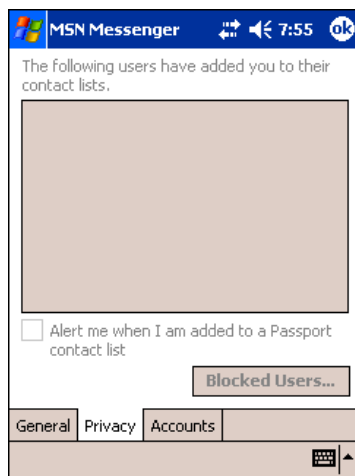 MSN Messenger 7:55 ok
The following users have added you to their
contact lists.
Alert me when I am added to a Passport
contact list
Blocked Users...
General Privacy Accounts